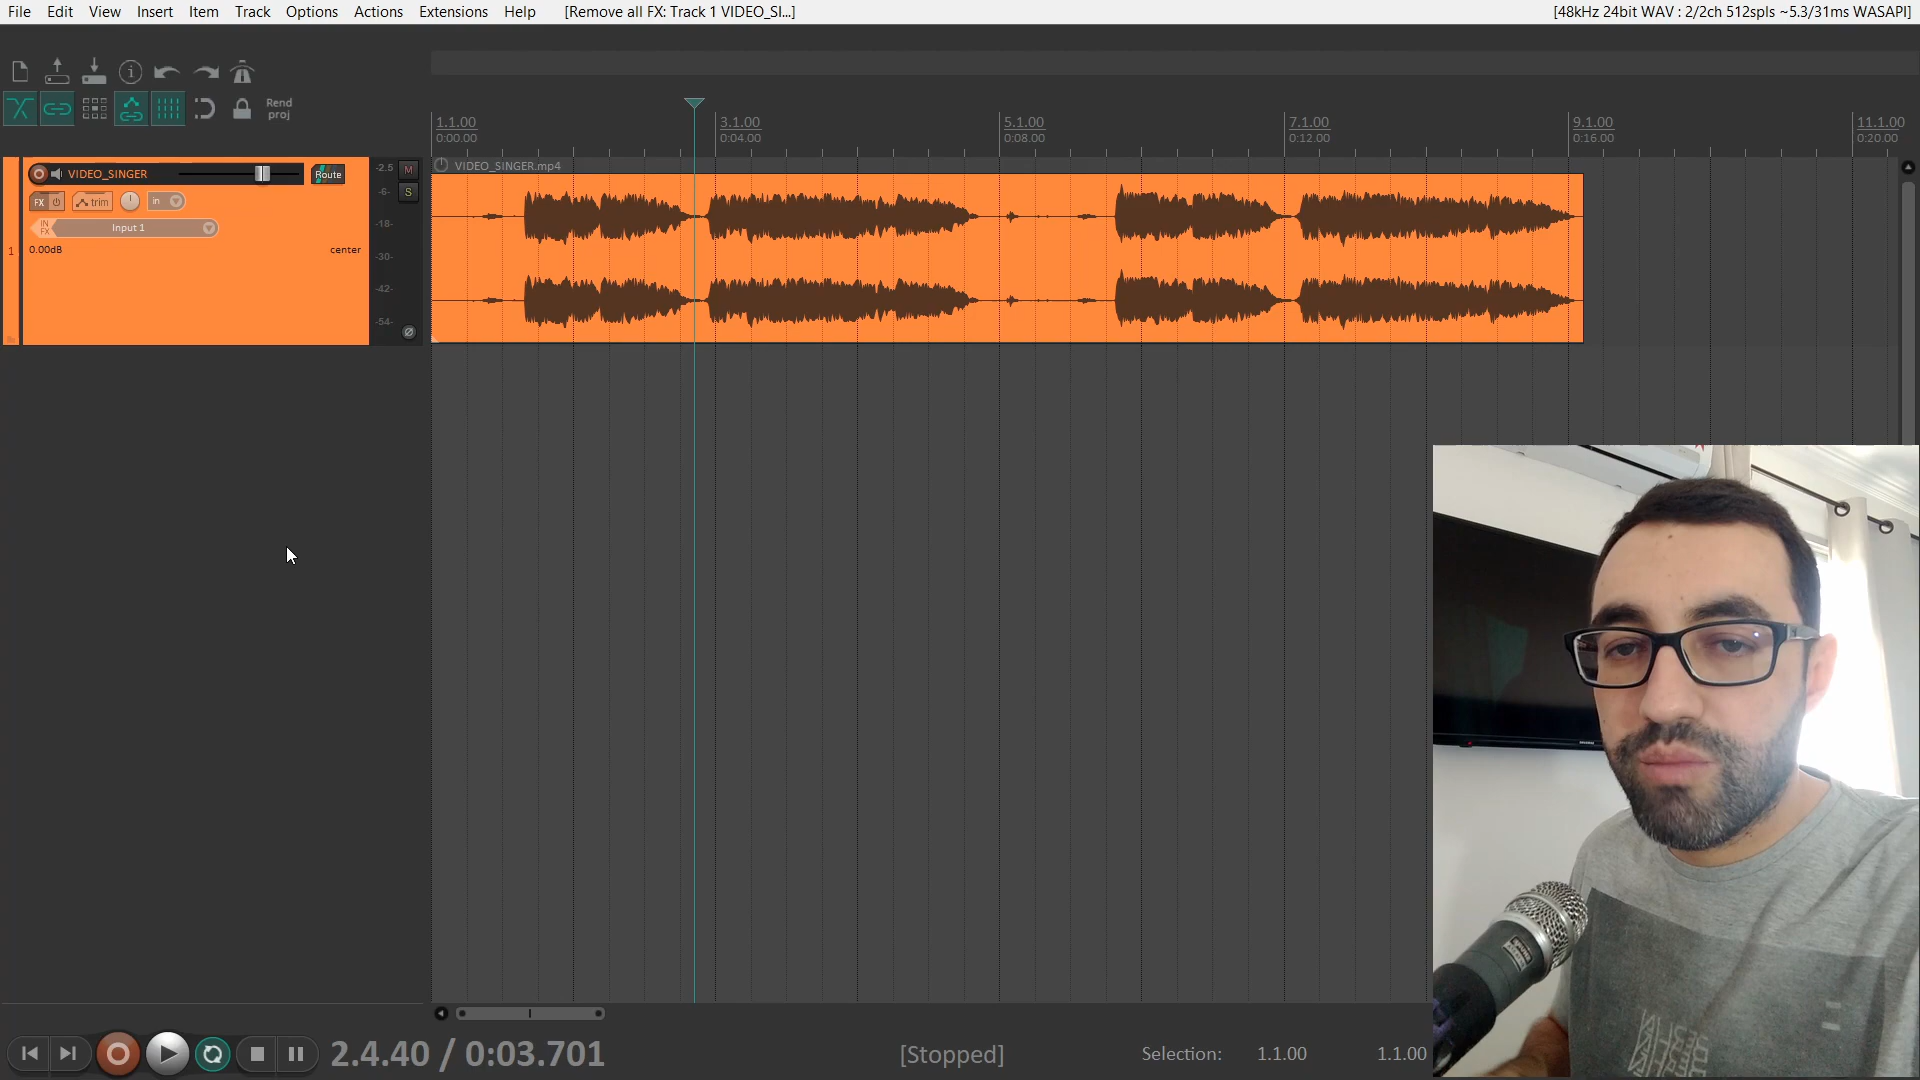 File Edit View Insert Item Track Options Actions Extensions Help [Remove all FX: Track 1 VIDEO_SI...] [48kHz 24bit WAV : 2/2ch 512spls ~5.3/31ms WASAPI]
Rend
proj
1.1.00 3.1.00 5.1.00 7.1.00 9.1.00 11.1.00
0:00.00 0:04.00 0:08.00 0:12.00 0:16.00 0:20.00
VIDEO_SINGER.mp4
VIDEO_SINGER Route -2.5 M
FX trim in -6- S
IN
FX
Input 1 -18-
1 0.00dB center -30-
-42-
-54-
2.4.40 / 0:03.701 [Stopped] Selection: 1.1.00 1.1.00